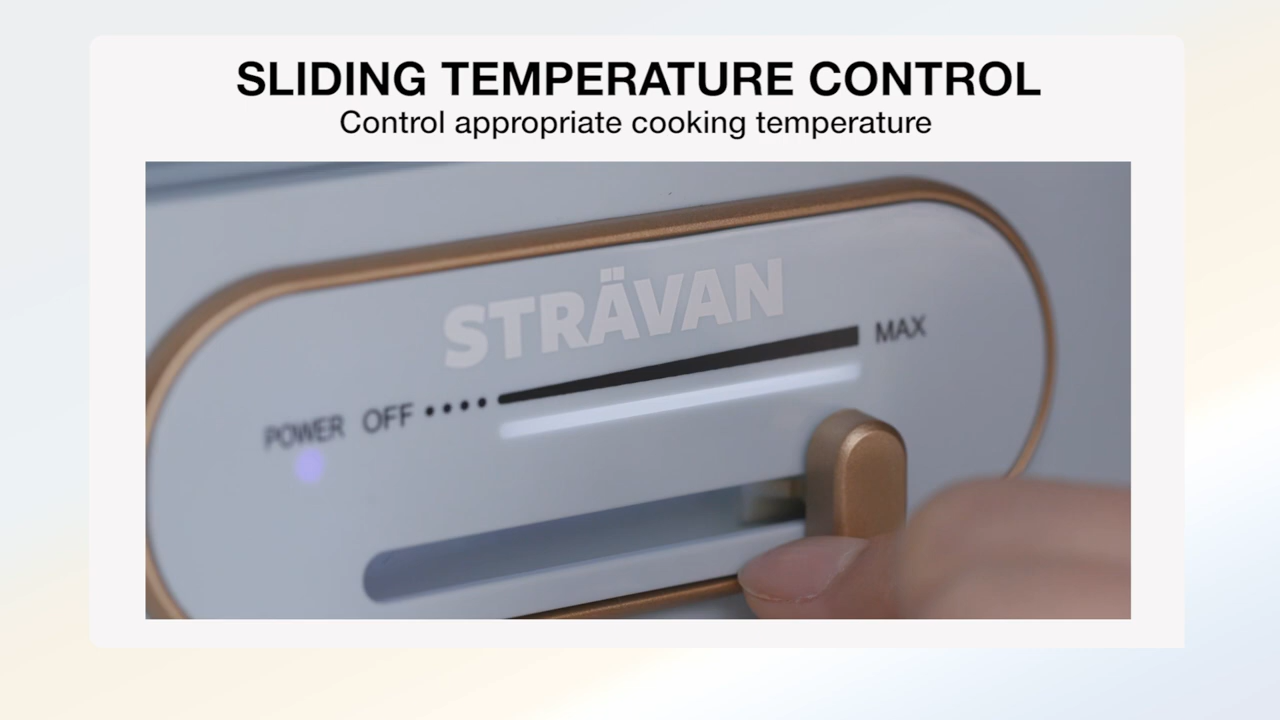 SLIDING TEMPERATURE CONTROL
Control appropriate cooking temperature
STRÄVAN
MAX
POWER OFF